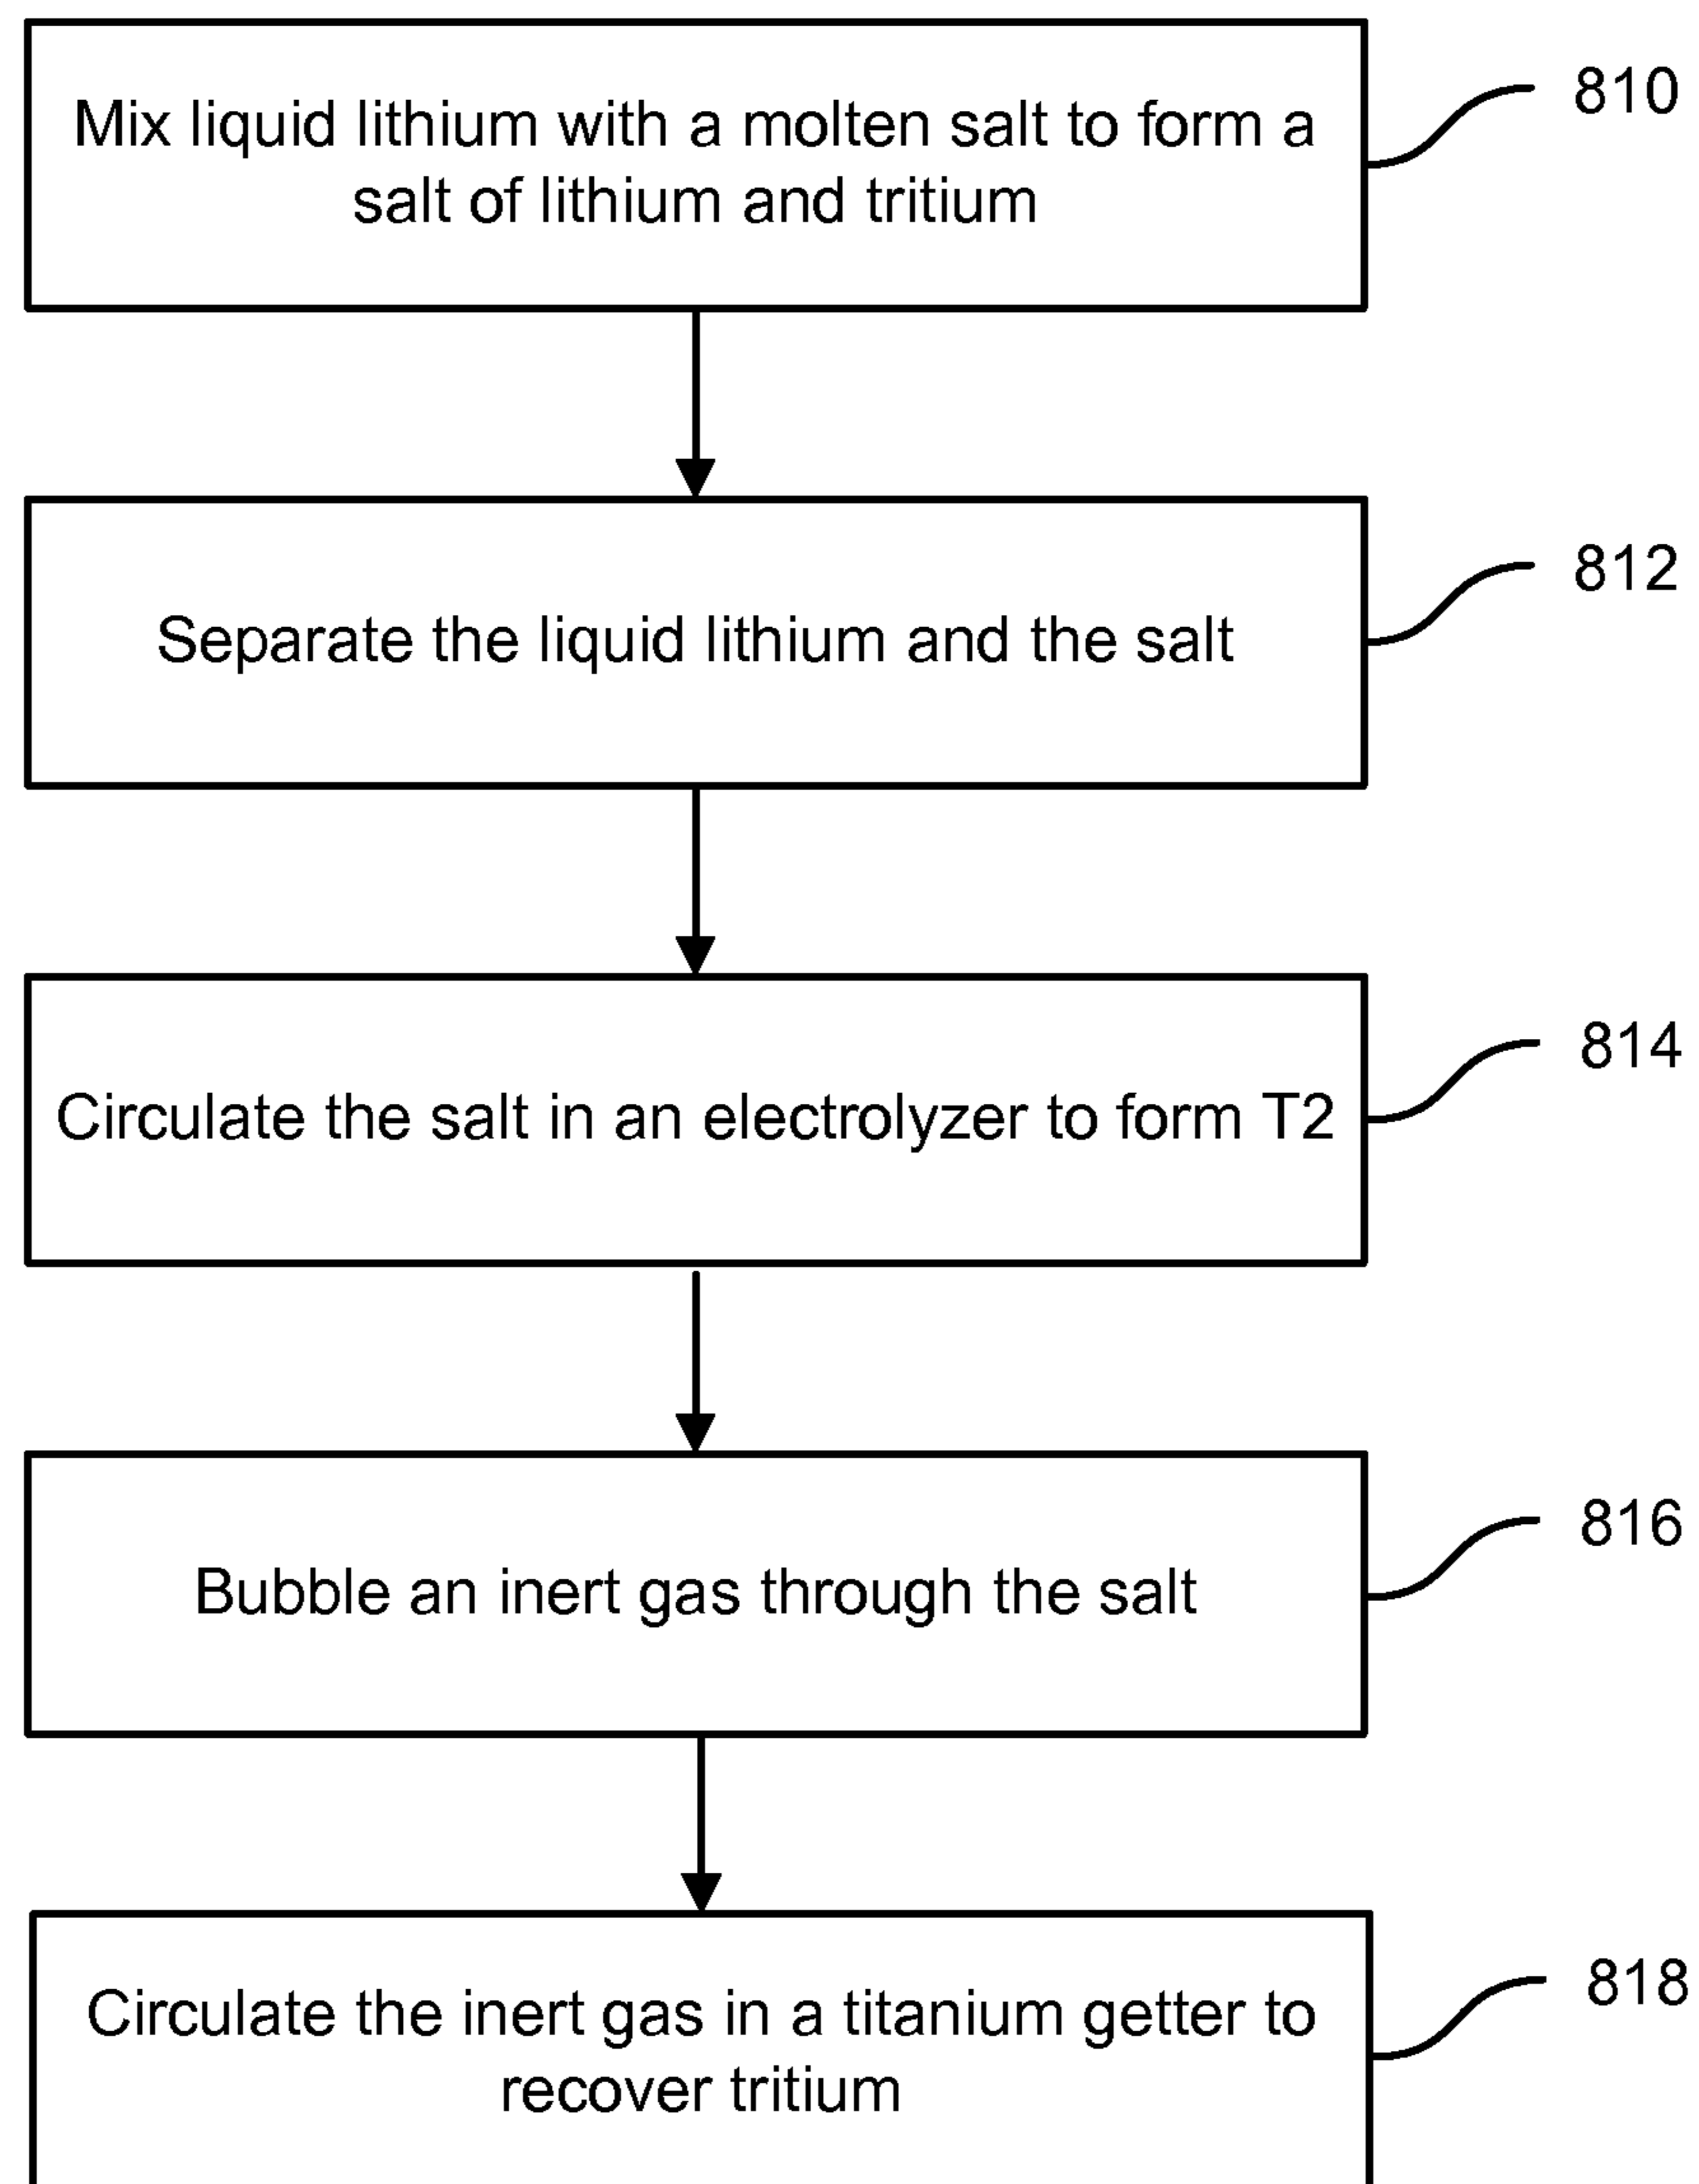 Mix liquid lithium with a molten salt to form a
salt of lithium and tritium
810
Separate the liquid lithium and the salt
812
Circulate the salt in an electrolyzer to form T2
814
Bubble an inert gas through the salt
816
Circulate the inert gas in a titanium getter to
recover tritium
818